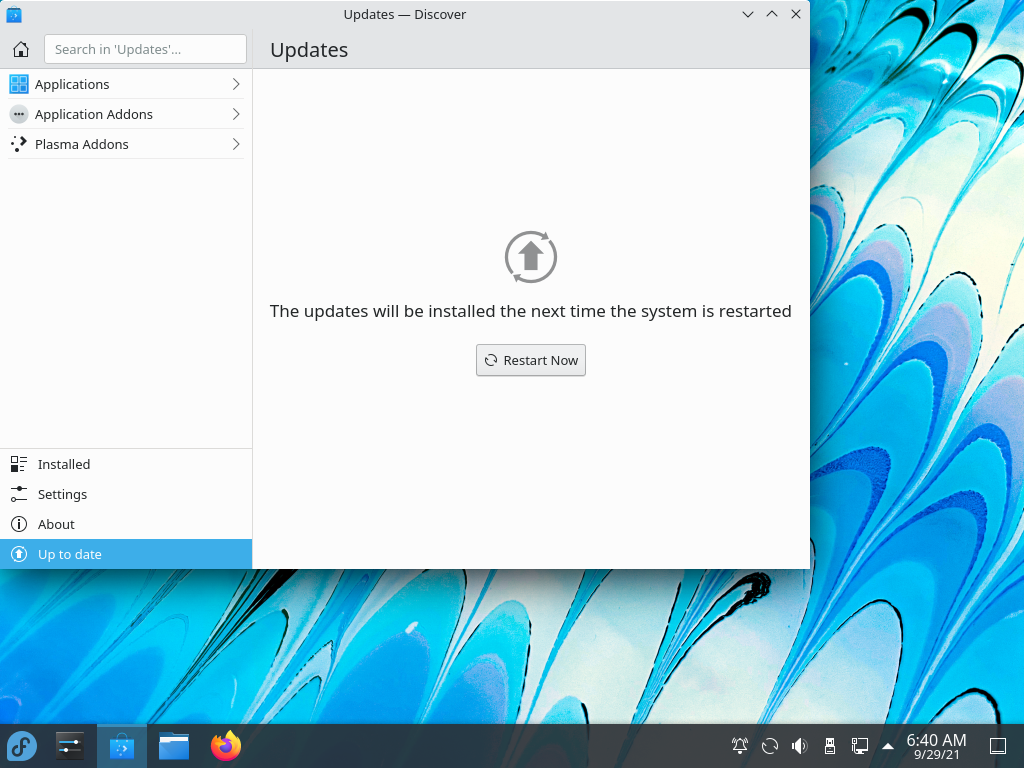 Updates — Discover
Search in 'Updates'...
Updates
Applications
Application Addons
Plasma Addons
The updates will be installed the next time the system is restarted
Restart Now
Installed
Settings
About
Up to date
6:40 AM
9/29/21